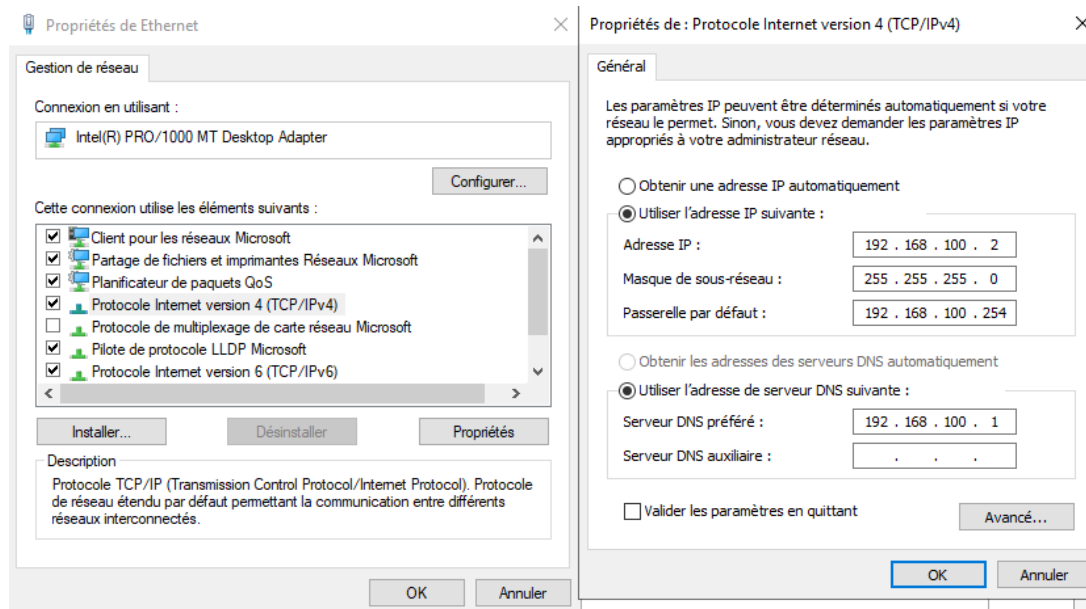 Propriétés de Ethernet
Gestion de réseau
Connexion en utilisant :
Intel(R) PRO/1000 MT Desktop Adapter
Configurer...
Cette connexion utilise les éléments suivants :
Client pour les réseaux Microsoft
Partage de fichiers et imprimantes Réseaux Microsoft
Planificateur de paquets QoS
Protocole Internet version 4 (TCP/IPv4)
Protocole de multiplexage de carte réseau Microsoft
Pilote de protocole LLDP Microsoft
Protocole Internet version 6 (TCP/IPv6)
Installer...
Désinstaller
Propriétés
Description
Protocole TCP/IP (Transmission Control Protocol/Internet Protocol). Protocole
de réseau étendu par défaut permettant la communication entre différents
réseaux interconnectés.
OK
Annuler
Propriétés de : Protocole Internet version 4 (TCP/IPv4)
Général
Les paramètres IP peuvent être déterminés automatiquement si votre
réseau le permet. Sinon, vous devez demander les paramètres IP
appropriés à votre administrateur réseau.
Obtenir une adresse IP automatiquement
Utiliser l'adresse IP suivante :
Adresse IP : 192 . 168 . 100 . 2
Masque de sous-réseau : 255 . 255 . 255 . 0
Passerelle par défaut : 192 . 168 . 100 . 254
Obtenir les adresses des serveurs DNS automatiquement
Utiliser l'adresse de serveur DNS suivante :
Serveur DNS préféré : 192 . 168 . 100 . 1
Serveur DNS auxiliaire : . . .
Valider les paramètres en quittant
Avancé...
OK
Annuler